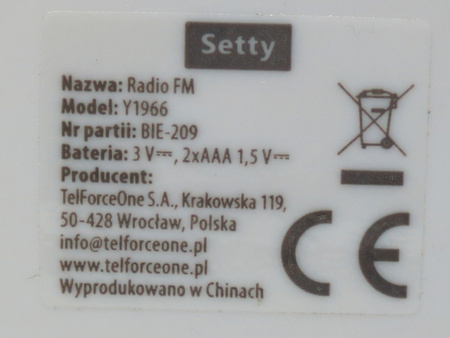 Setty
Nazwa: Radio FM
Model: Y1966
Nr partii: BIE-209
Bateria: 3 V⎓, 2xAAA 1,5 V⎓
Producent:
TelForceOne S.A., Krakowska 119,
50-428 Wrocław, Polska
info@telforceone.pl
www.telforceone.pl
Wyprodukowano w Chinach
CE